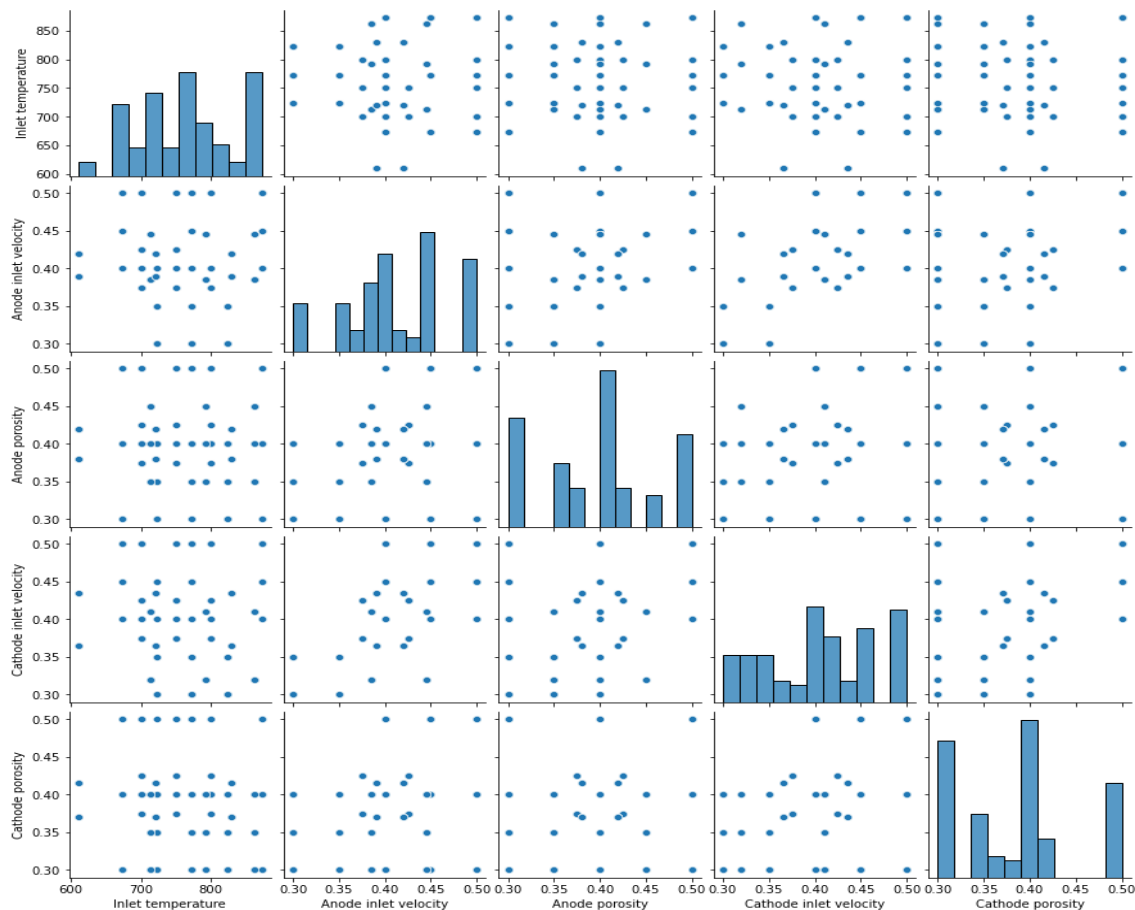 Inlet temperature
850
800
750
700
650
600
Anode inlet velocity
0.50
0.45
0.40
0.35
0.30
Anode porosity
0.50
0.45
0.40
0.35
0.30
Cathode inlet velocity
0.50
0.45
0.40
0.35
0.30
Cathode porosity
0.50
0.45
0.40
0.35
0.30
600 700 800
0.30 0.35 0.40 0.45 0.50
0.30 0.35 0.40 0.45 0.50
0.30 0.35 0.40 0.45 0.50
0.30 0.35 0.40 0.45 0.50
Inlet temperature
Anode inlet velocity
Anode porosity
Cathode inlet velocity
Cathode porosity